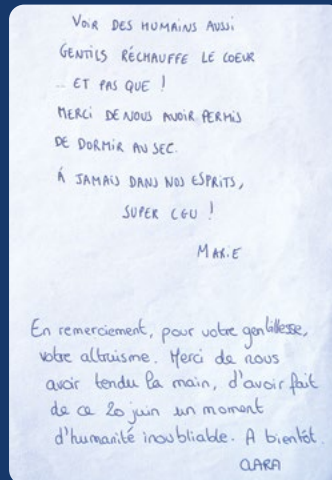 VOIR DES HUMAINS AUSSI
GENTILS RÉCHAUFFE LE COEUR
... ET PAS QUE !
MERCI DE NOUS AVOIR PERMIS
DE DORMIR AU SEC.
À JAMAIS DANS NOS ESPRITS,
SUPER CEU !
MARIE
En remerciement, pour votre gentillesse,
votre altruisme. Merci de nous
avoir tendu la main, d'avoir fait
de ce 20 juin un moment
d'humanité inoubliable. A bientôt.
CLARA